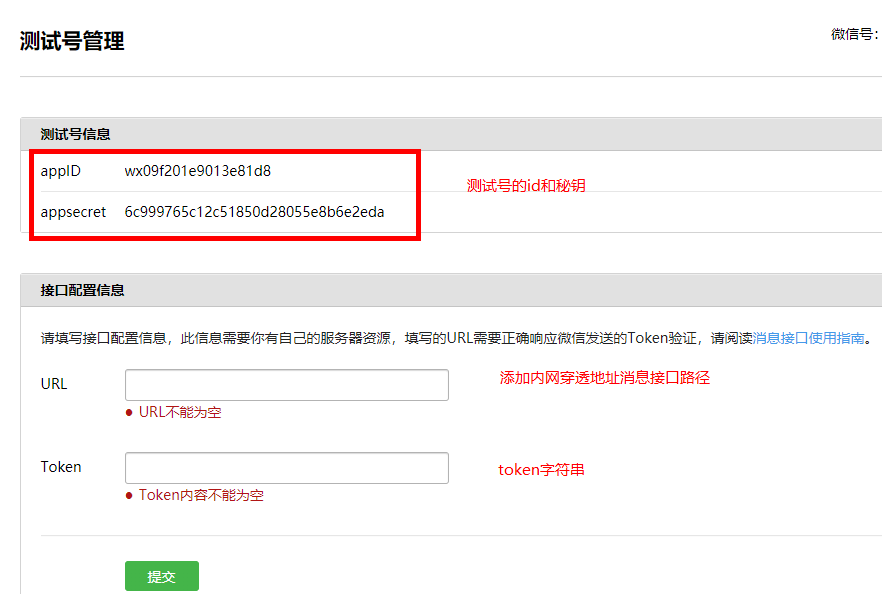 测试号管理
微信号：
测试号信息
appID wx09f201e9013e81d8
测试号的id和秘钥
appsecret 6c999765c12c51850d28055e8b6e2eda
接口配置信息
请填写接口配置信息，此信息需要你有自己的服务器资源，填写的URL需要正确响应微信发送的Token验证，请阅读消息接口使用指南。
URL
添加内网穿透地址消息接口路径
● URL不能为空
Token
token字符串
● Token内容不能为空
提交